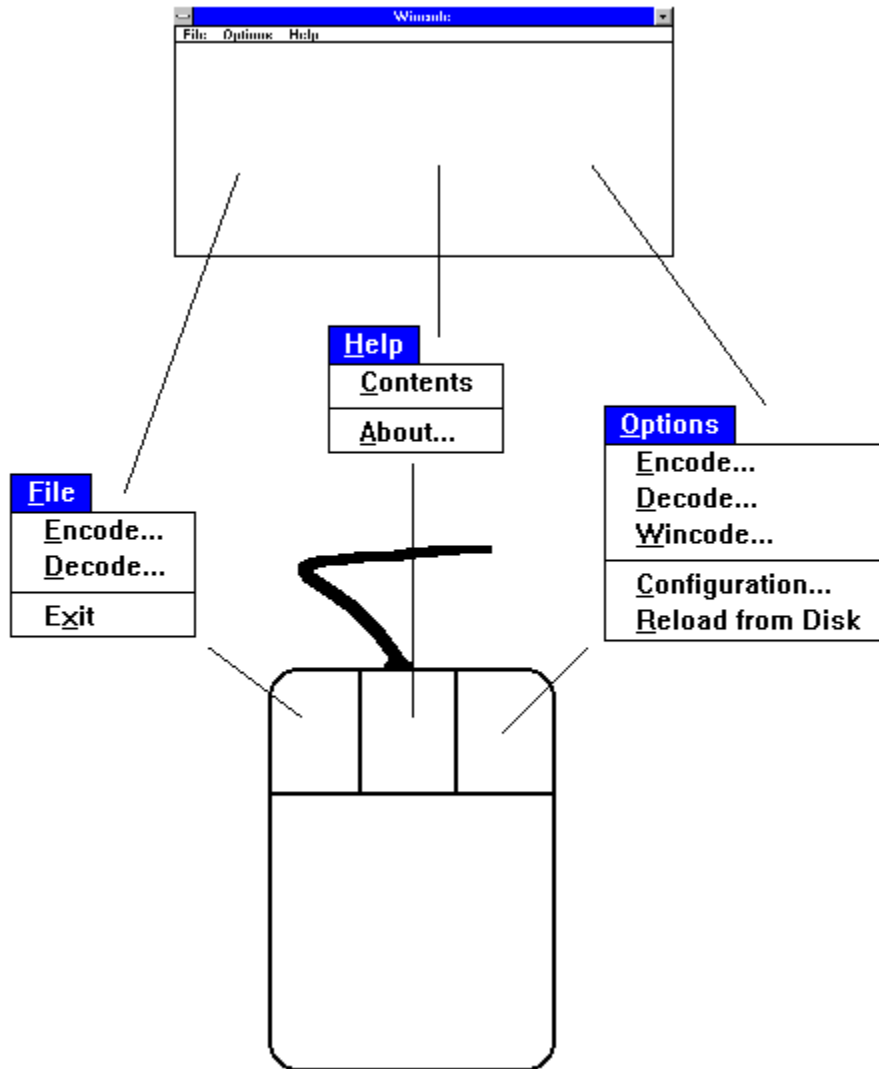 Wincode
File Options Help
Help
Contents
About...
Options
Encode...
Decode...
Wincode...
Configuration...
Reload from Disk
File
Encode...
Decode...
Exit